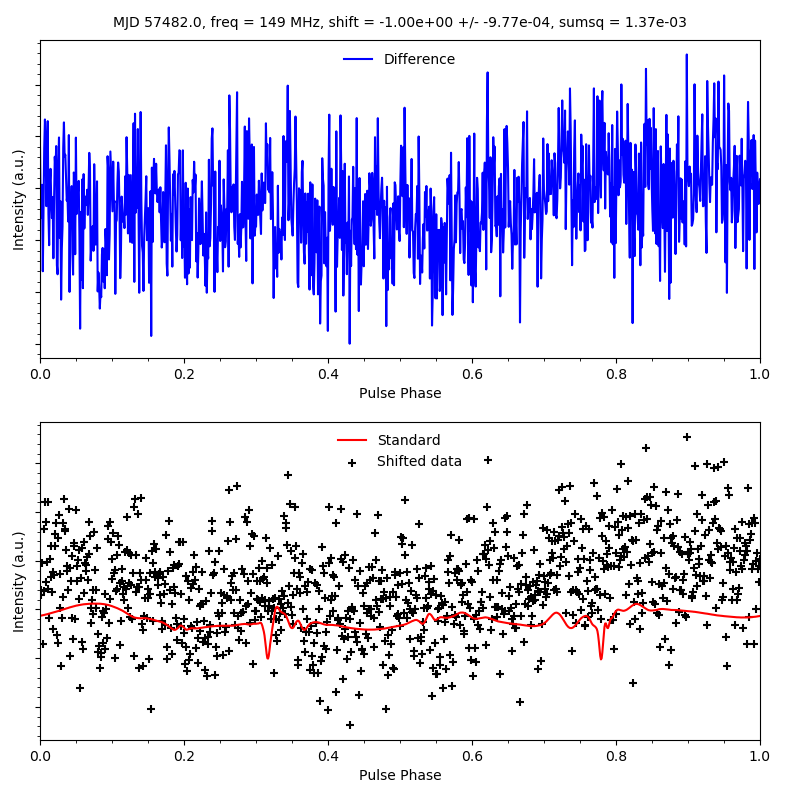 MJD 57482.0, freq = 149 MHz, shift = -1.00e+00 +/- -9.77e-04, sumsq = 1.37e-03
Difference
Intensity (a.u.)
0.0 0.2 0.4 0.6 0.8 1.0
Pulse Phase
Standard
Shifted data
Intensity (a.u.)
0.0 0.2 0.4 0.6 0.8 1.0
Pulse Phase